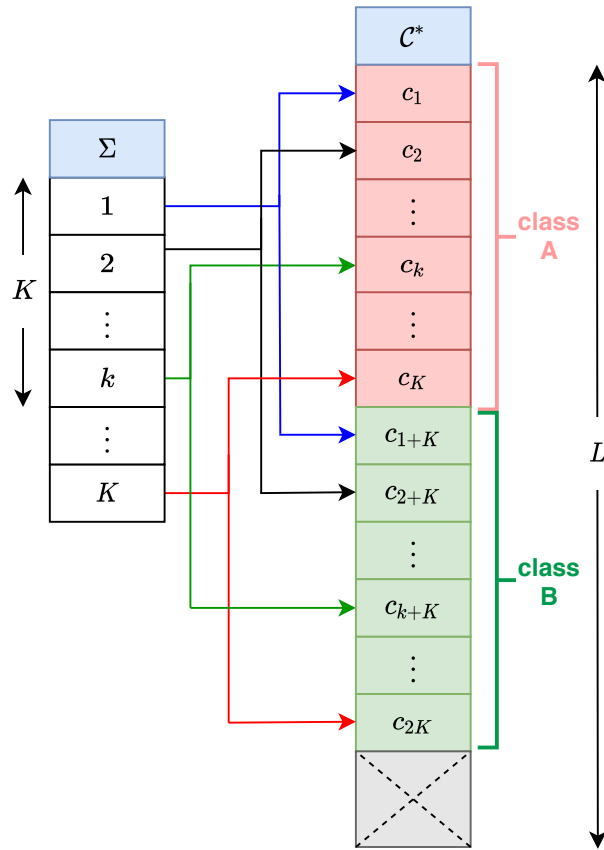 𝒞*
c₁
c₂
⋮
c_k
⋮
c_K
c_{1+K}
c_{2+K}
⋮
c_{k+K}
⋮
c_{2K}
Σ
1
2
⋮
k
⋮
K
K
class
A
class
B
L